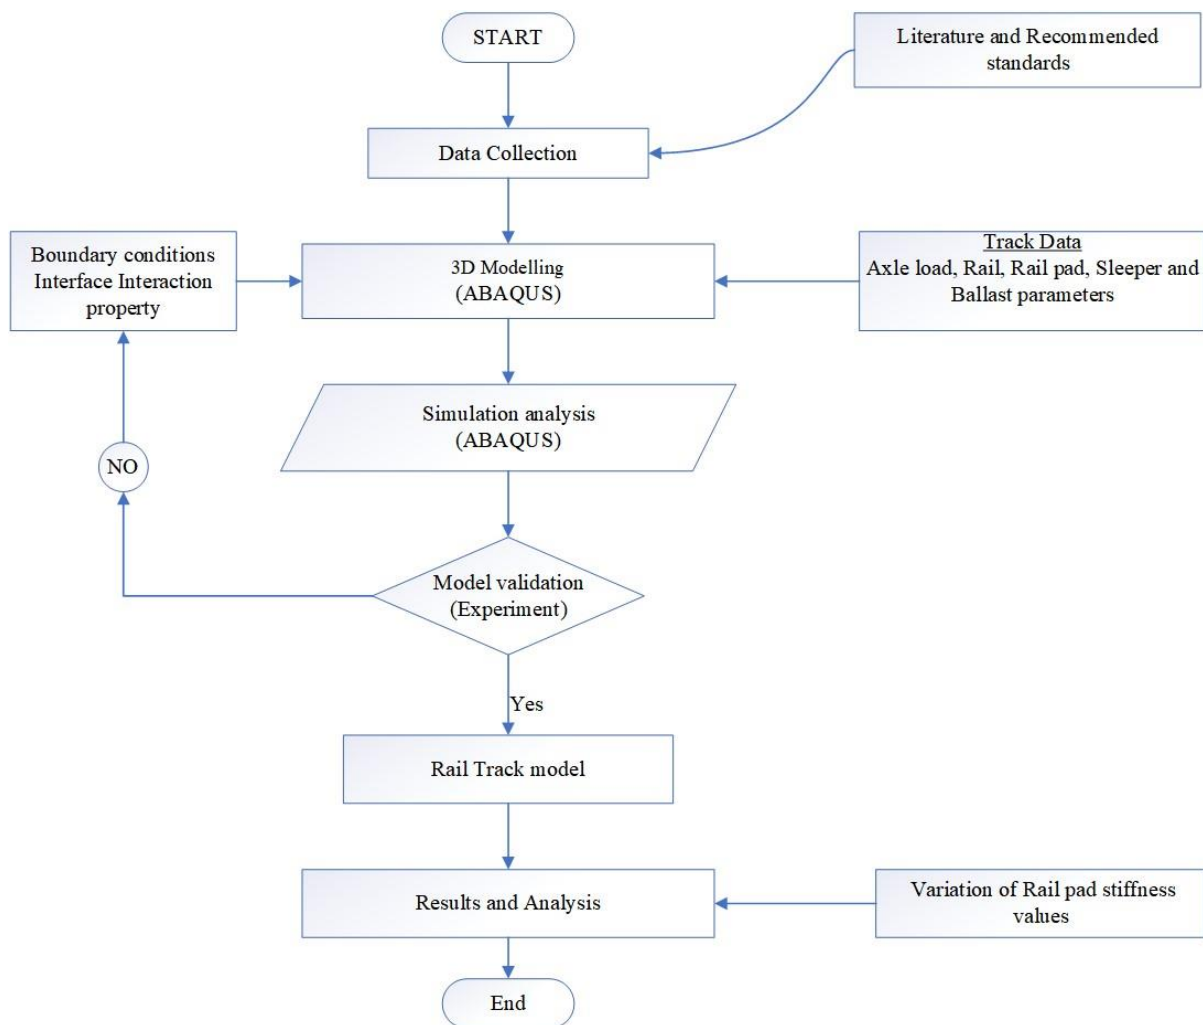 START
Literature and Recommended
standards
Data Collection
Boundary conditions
Interface Interaction
property
3D Modelling
(ABAQUS)
Track Data
Axle load, Rail, Rail pad, Sleeper and
Ballast parameters
Simulation analysis
(ABAQUS)
NO
Model validation
(Experiment)
Yes
Rail Track model
Results and Analysis
Variation of Rail pad stiffness
values
End